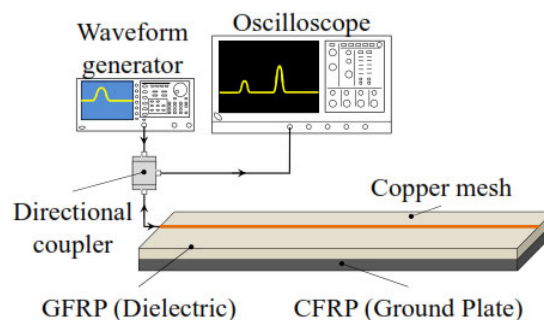 Waveform
generator
Oscilloscope
Directional
coupler
Copper mesh
GFRP (Dielectric)
CFRP (Ground Plate)